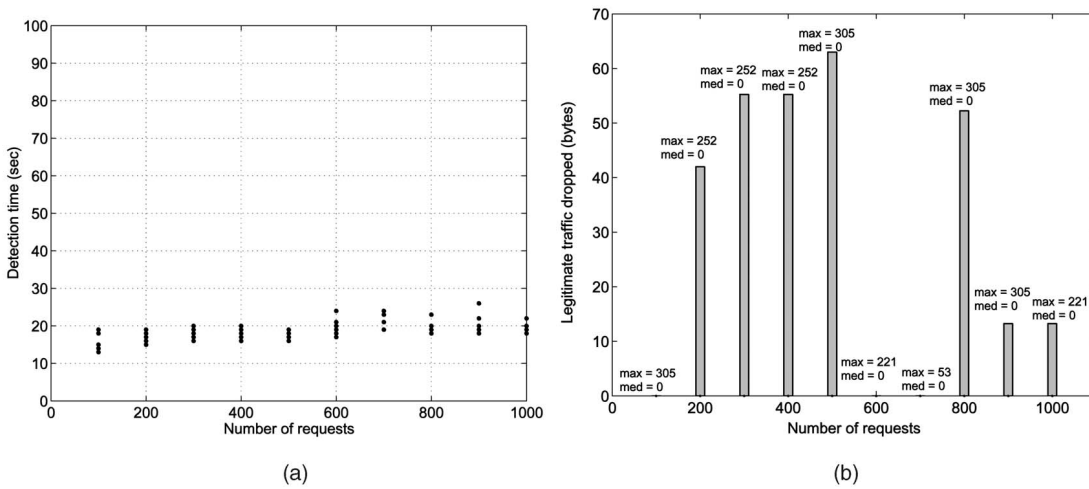 100
90
80
70
60
50
40
30
20
10
0
Detection time (sec)
0
200
400
600
800
1000
Number of requests
(a)
70
60
50
40
30
20
10
0
Legitimate traffic dropped (bytes)
max = 305
med = 0
max = 252
med = 0
max = 252
med = 0
max = 252
med = 0
max = 305
med = 0
max = 221
med = 0
max = 53
med = 0
max = 305
med = 0
max = 305
med = 0
max = 221
med = 0
0
200
400
600
800
1000
Number of requests
(b)